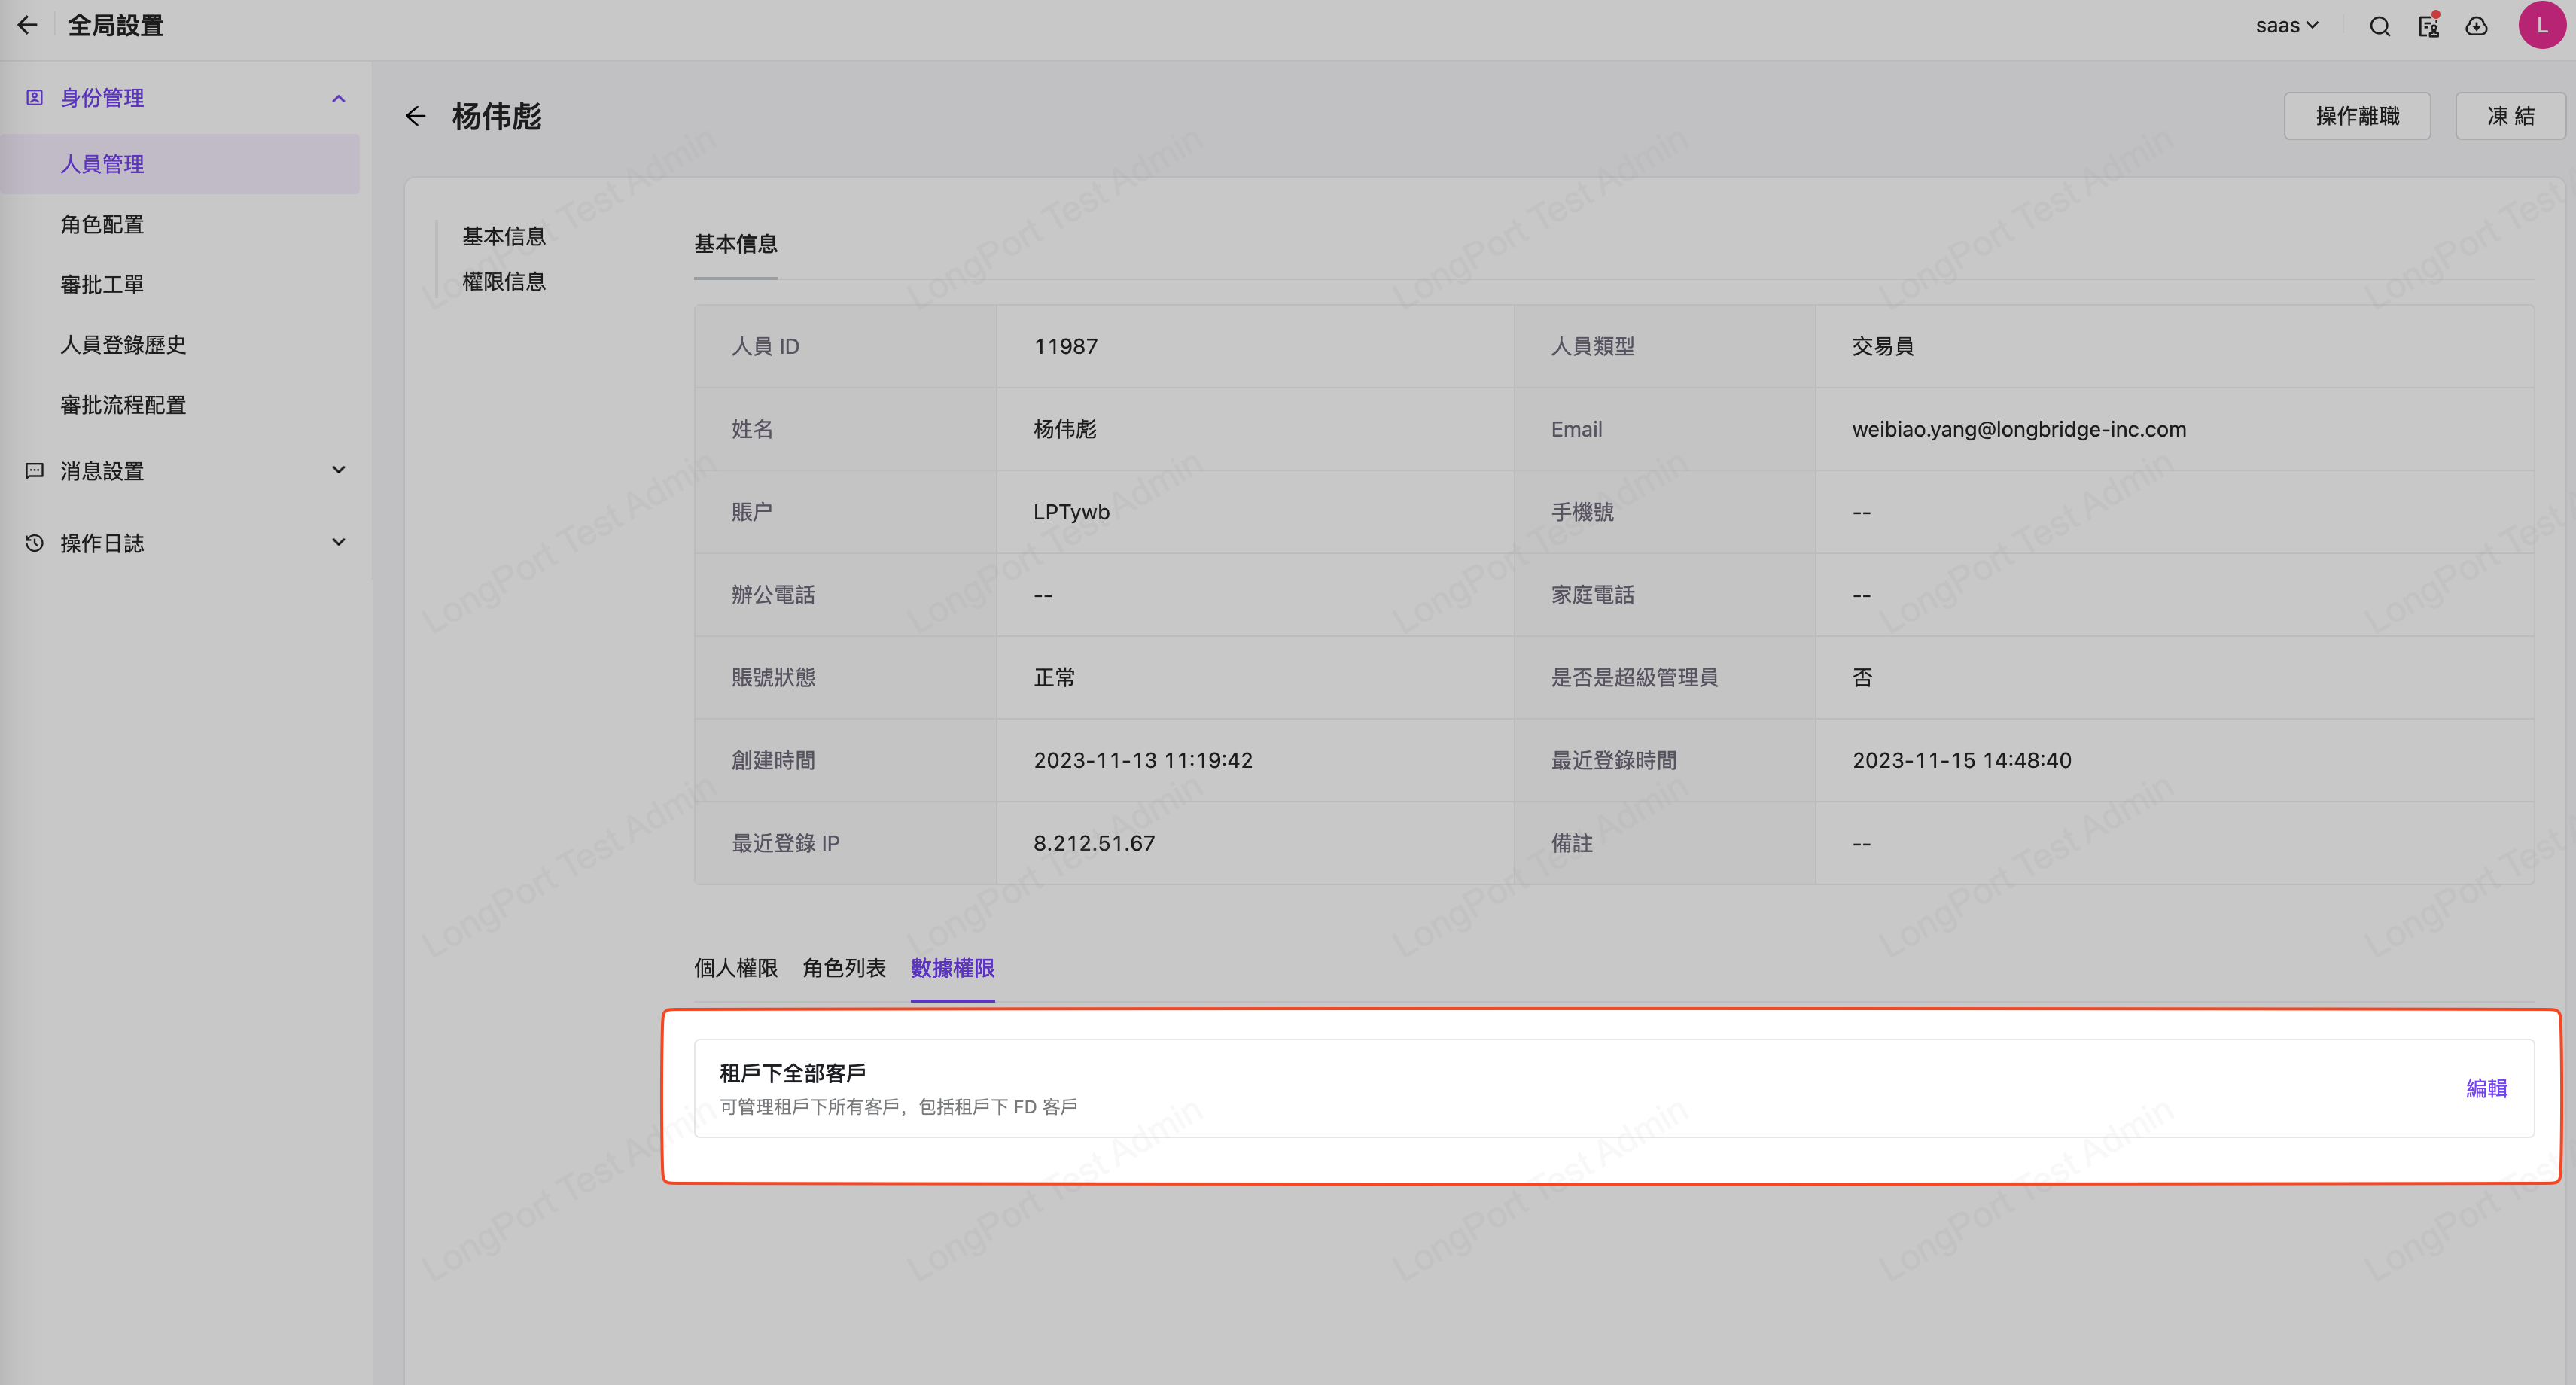 全局設置
saas
L
身份管理
人員管理
角色配置
審批工單
人員登錄歷史
審批流程配置
消息設置
操作日誌
杨伟彪
操作離職
凍 結
基本信息
權限信息
基本信息
人員 ID 11987 人員類型 交易員
姓名 杨伟彪 Email weibiao.yang@longbridge-inc.com
賬户 LPTywb 手機號 --
辦公電話 -- 家庭電話 --
賬號狀態 正常 是否是超級管理員 否
創建時間 2023-11-13 11:19:42 最近登錄時間 2023-11-15 14:48:40
最近登錄 IP 8.212.51.67 備註 --
個人權限 角色列表 數據權限
租戶下全部客戶
可管理租戶下所有客戶，包括租戶下 FD 客戶
編輯
LongPort Test Admin